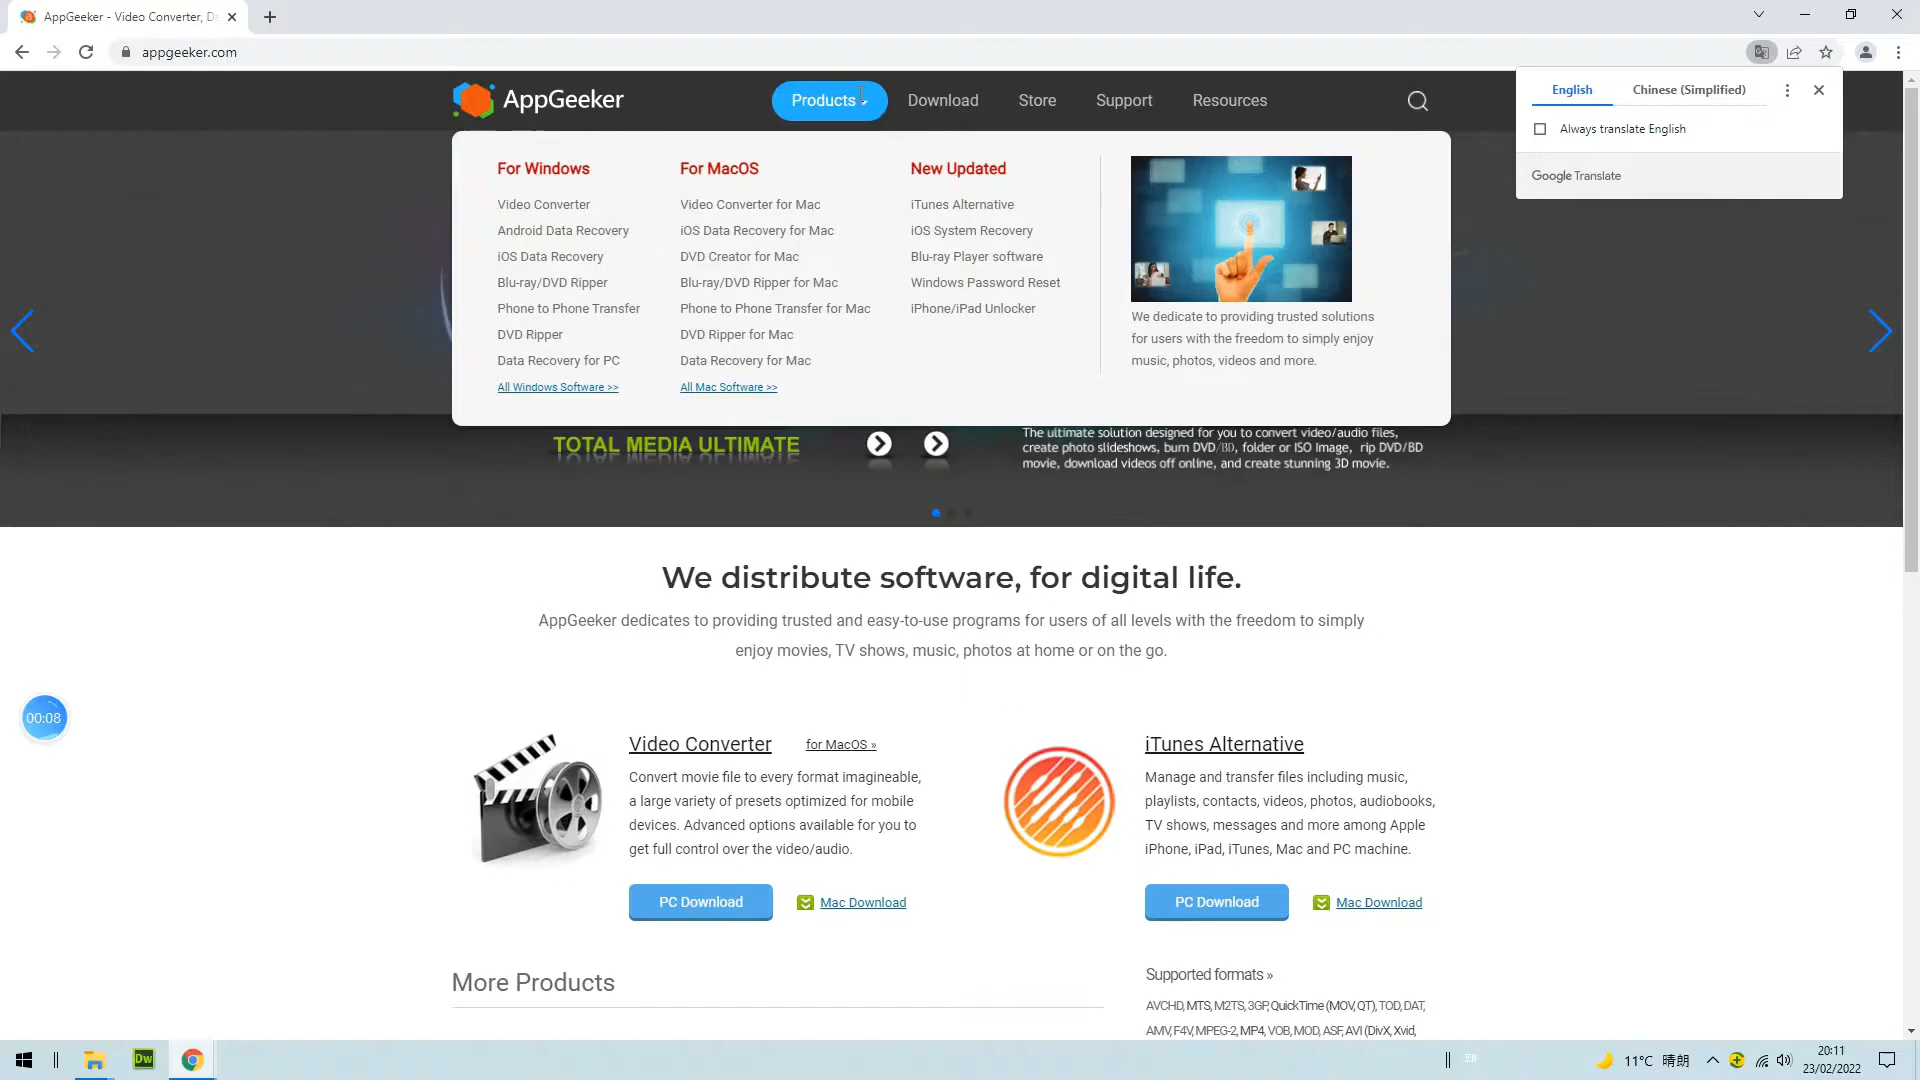 AppGeeker - Video Converter, Da
appgeeker.com
AppGeeker
Products
Download
Store
Support
Resources
English
Chinese (Simplified)
Always translate English
Google Translate
For Windows
Video Converter
Android Data Recovery
iOS Data Recovery
Blu-ray/DVD Ripper
Phone to Phone Transfer
DVD Ripper
Data Recovery for PC
All Windows Software >>
For MacOS
Video Converter for Mac
iOS Data Recovery for Mac
DVD Creator for Mac
Blu-ray/DVD Ripper for Mac
Phone to Phone Transfer for Mac
DVD Ripper for Mac
Data Recovery for Mac
All Mac Software >>
New Updated
iTunes Alternative
iOS System Recovery
Blu-ray Player software
Windows Password Reset
iPhone/iPad Unlocker
We dedicate to providing trusted solutions
for users with the freedom to simply enjoy
music, photos, videos and more.
TOTAL MEDIA ULTIMATE
The ultimate solution designed for you to convert video/audio files,
create photo slideshows, burn DVD/BD, folder or ISO Image, rip DVD/BD
movie, download videos off online, and create stunning 3D movie.
We distribute software, for digital life.
AppGeeker dedicates to providing trusted and easy-to-use programs for users of all levels with the freedom to simply
enjoy movies, TV shows, music, photos at home or on the go.
00:08
Video Converter
for MacOS »
Convert movie file to every format imagineable,
a large variety of presets optimized for mobile
devices. Advanced options available for you to
get full control over the video/audio.
PC Download
Mac Download
iTunes Alternative
Manage and transfer files including music,
playlists, contacts, videos, photos, audiobooks,
TV shows, messages and more among Apple
iPhone, iPad, iTunes, Mac and PC machine.
PC Download
Mac Download
More Products
Supported formats »
AVCHD, MTS, M2TS, 3GP, QuickTime (MOV, QT), TOD, DAT,
AMV, F4V, MPEG-2, MP4, VOB, MOD, ASF, AVI (DivX, Xvid,
Dw
EN
11°C 晴朗
20:11
23/02/2022